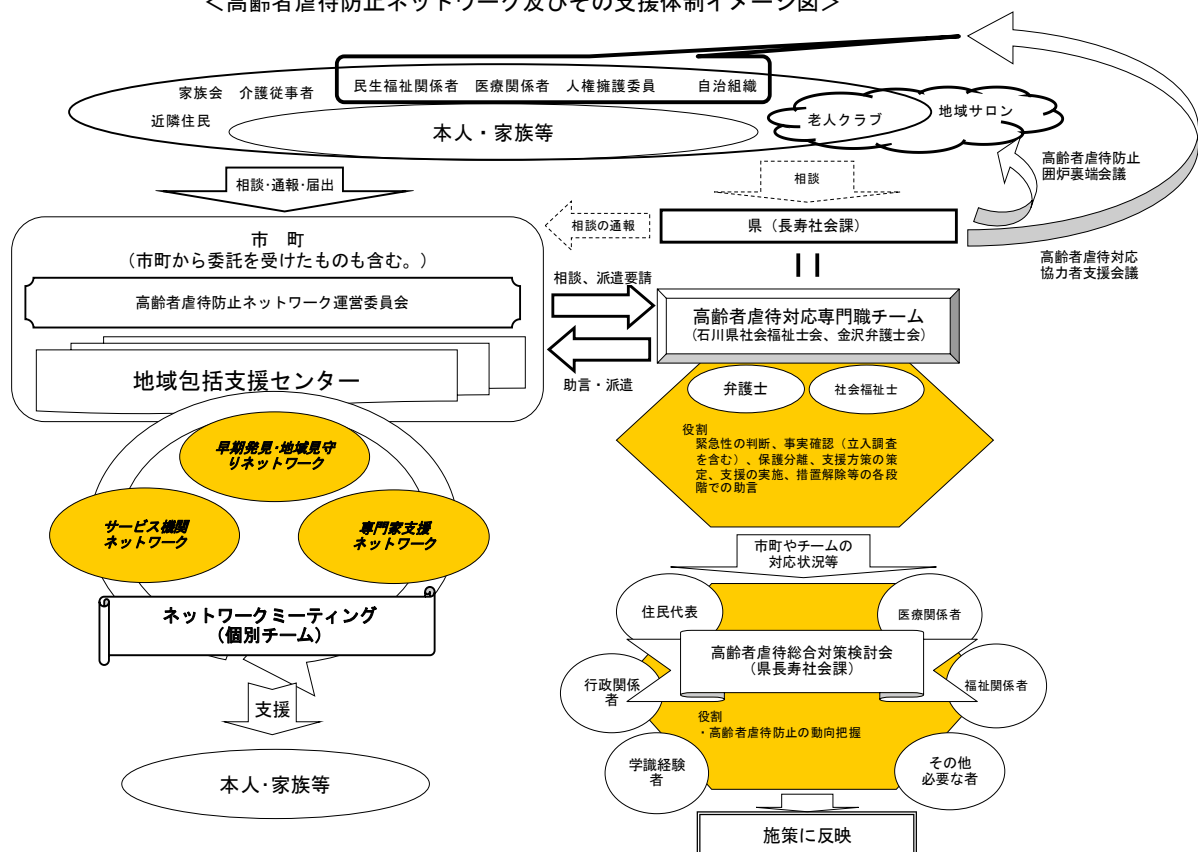 ＜高齢者虐待防止ネットワーク及びその支援体制イメージ図＞
家族会　介護従事者
民生福祉関係者　医療関係者　人権擁護委員　自治組織
近隣住民
本人・家族等
老人クラブ
地域サロン
高齢者虐待防止
囲炉裏端会議
相談・通報・届出
相談
相談の通報
県（長寿社会課）
高齢者虐待対応
協力者支援会議
市　町
（市町から委託を受けたものも含む。）
高齢者虐待防止ネットワーク運営委員会
地域包括支援センター
相談、派遣要請
助言・派遣
高齢者虐待対応専門職チーム
（石川県社会福祉士会、金沢弁護士会）
弁護士
社会福祉士
役割
緊急性の判断、事実確認（立入調査
を含む）、保護分離、支援方策の策
定、支援の実施、措置解除等の各段
階での助言
早期発見・地域見守
りネットワーク
サービス機関
ネットワーク
専門家支援
ネットワーク
ネットワークミーティング
（個別チーム）
支援
本人・家族等
市町やチームの
対応状況等
住民代表
医療関係者
高齢者虐待総合対策検討会
（県長寿社会課）
行政関係
者
福祉関係者
役割
・高齢者虐待防止の動向把握
学識経験
者
その他
必要な者
施策に反映